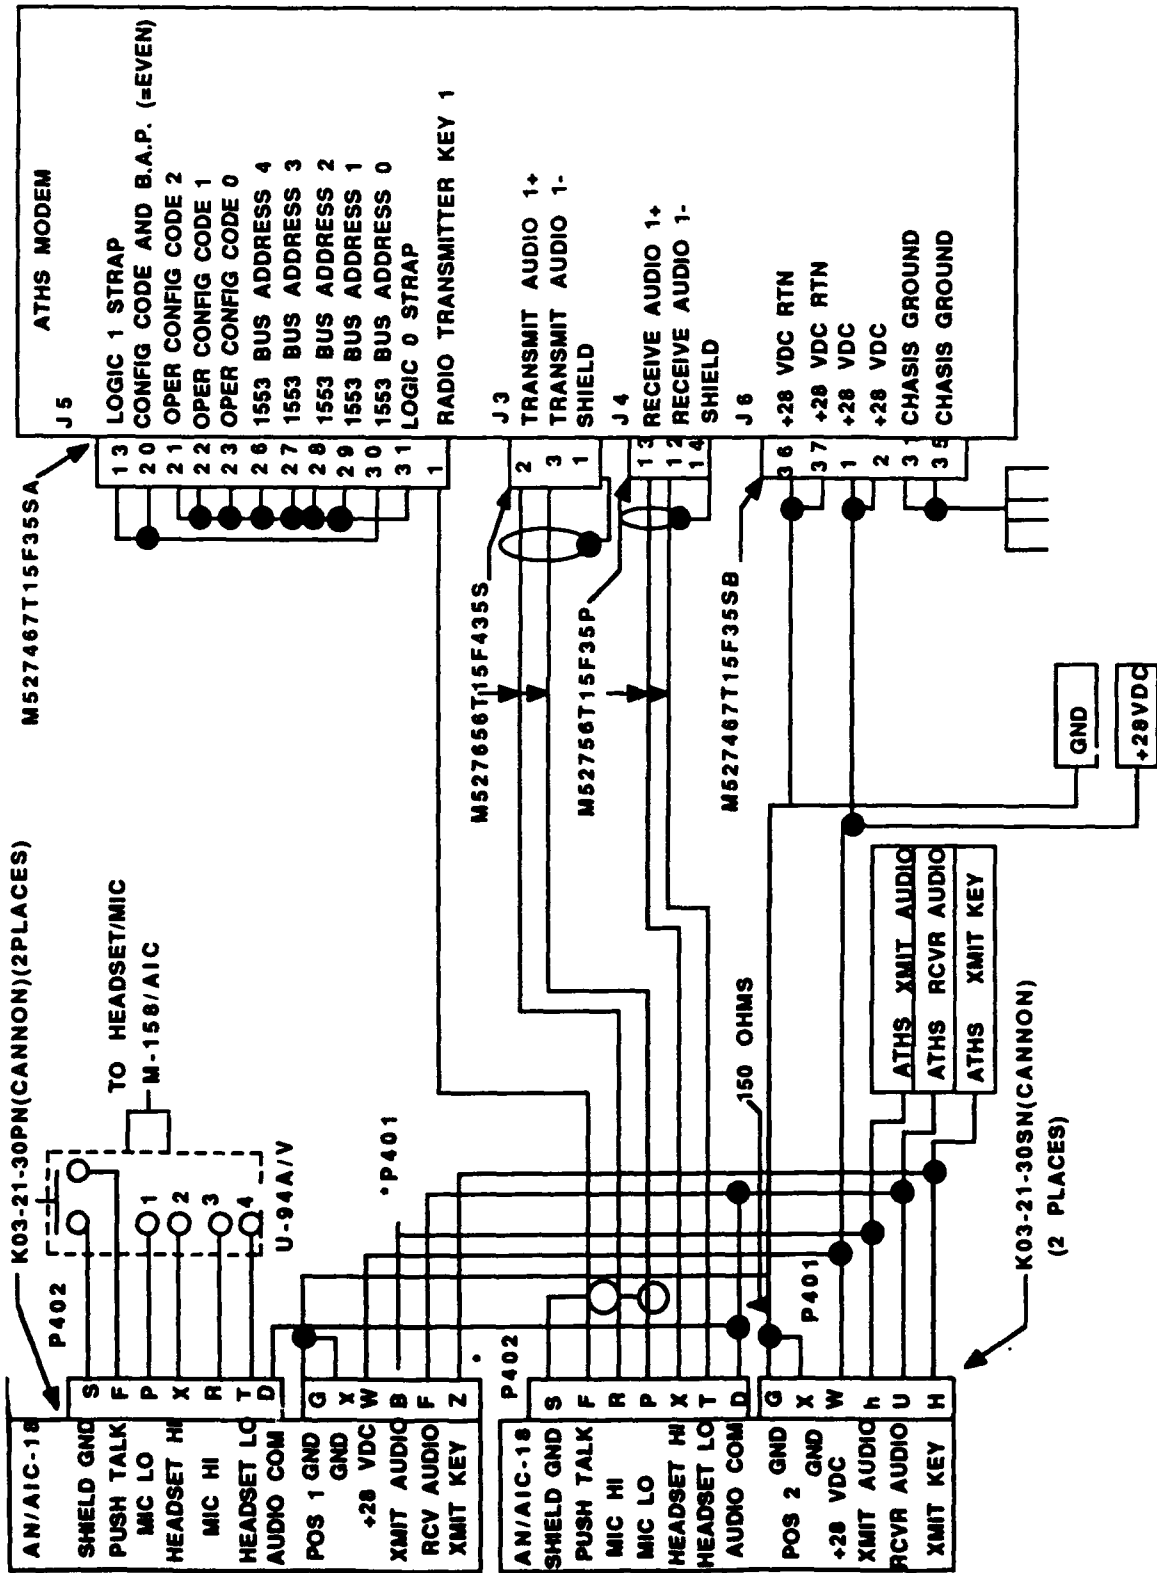 ATHS MODEM
J5
M527467T15F35SA
13 LOGIC 1 STRAP
20 CONFIG CODE AND B.A.P. (=EVEN)
21 OPER CONFIG CODE 2
22 OPER CONFIG CODE 1
23 OPER CONFIG CODE 0
26 1553 BUS ADDRESS 4
27 1553 BUS ADDRESS 3
28 1553 BUS ADDRESS 2
29 1553 BUS ADDRESS 1
30 1553 BUS ADDRESS 0
31 LOGIC 0 STRAP
1 RADIO TRANSMITTER KEY 1
J3
M527656T15F435S
2 TRANSMIT AUDIO 1+
3 TRANSMIT AUDIO 1-
1 SHIELD
J4
M52756T15F35P
13 RECEIVE AUDIO 1+
12 RECEIVE AUDIO 1-
14 SHIELD
J6
M527467T15F35SB
36 +28 VDC RTN
37 +28 VDC RTN
1 +28 VDC
2 +28 VDC
31 CHASIS GROUND
35 CHASIS GROUND
GND
+28VDC
K03-21-30PN(CANNON)(2PLACES)
TO HEADSET/MIC
M-158/AIC
P402
1
2
3
4
U-94A/V
*P401
AN/AIC-18
SHIELD GND S
PUSH TALK F
MIC LO P
HEADSET HI X
MIC HI R
HEADSET LO T
AUDIO COM D
POS 1 GND G
GND X
+28 VDC W
XMIT AUDIO B
RCV AUDIO F
XMIT KEY Z
*
P402
150 OHMS
AN/AIC-18
SHIELD GND S
PUSH TALK F
MIC HI R
MIC LO P
HEADSET HI X
HEADSET LO T
AUDIO COM D
POS 2 GND G
GND X
+28 VDC W
XMIT AUDIO h
RCVR AUDIO U
XMIT KEY H
P401
ATHS XMIT AUDIO
ATHS RCVR AUDIO
ATHS XMIT KEY
K03-21-30SN(CANNON)
(2 PLACES)